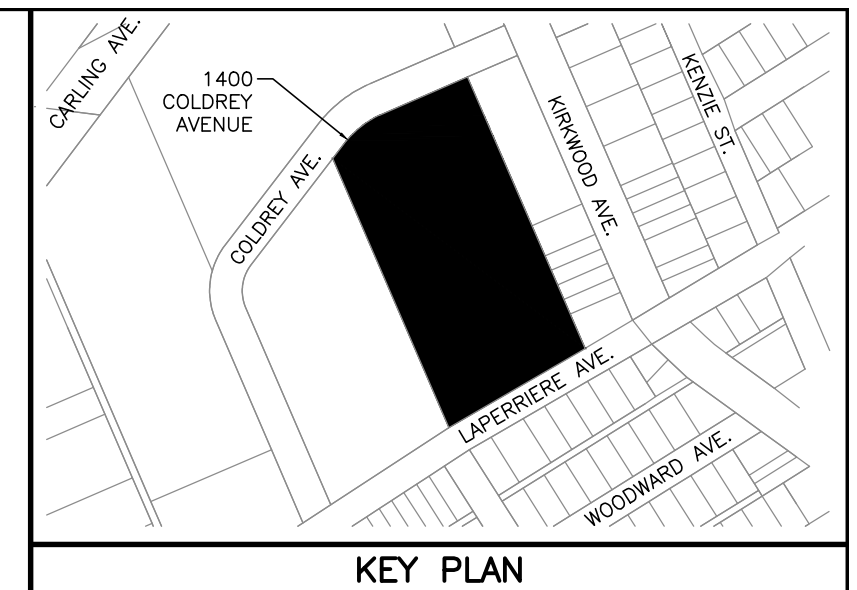 CARLING AVE.
1400
COLDREY
AVENUE
KENZIE ST.
KIRKWOOD AVE.
COLDREY AVE.
LAPERRIERE AVE.
WOODWARD AVE.
KEY PLAN